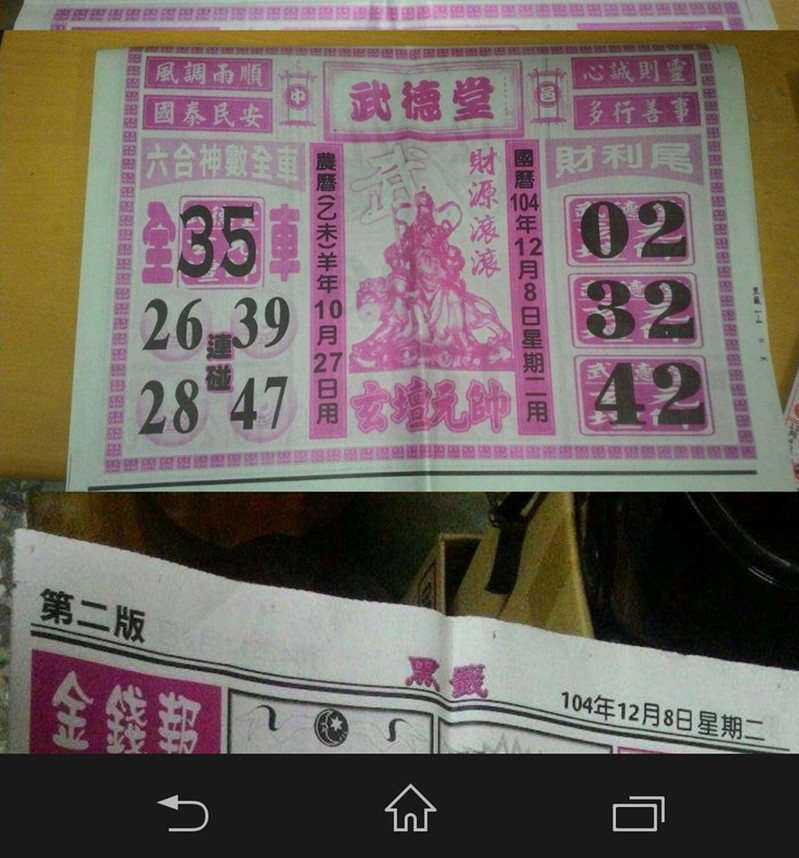 風調雨順
國泰民安
中
武德堂
邑
心誠則靈
多行善事
六合神數全車
全35車
26 39
連碰
28 47
農曆(乙未)羊年10月27日用
武
財源滾滾
玄壇元帥
國曆104年12月8日星期二用
財利尾
02
32
42
第二版
黑籤
104年12月8日星期二
金錢報